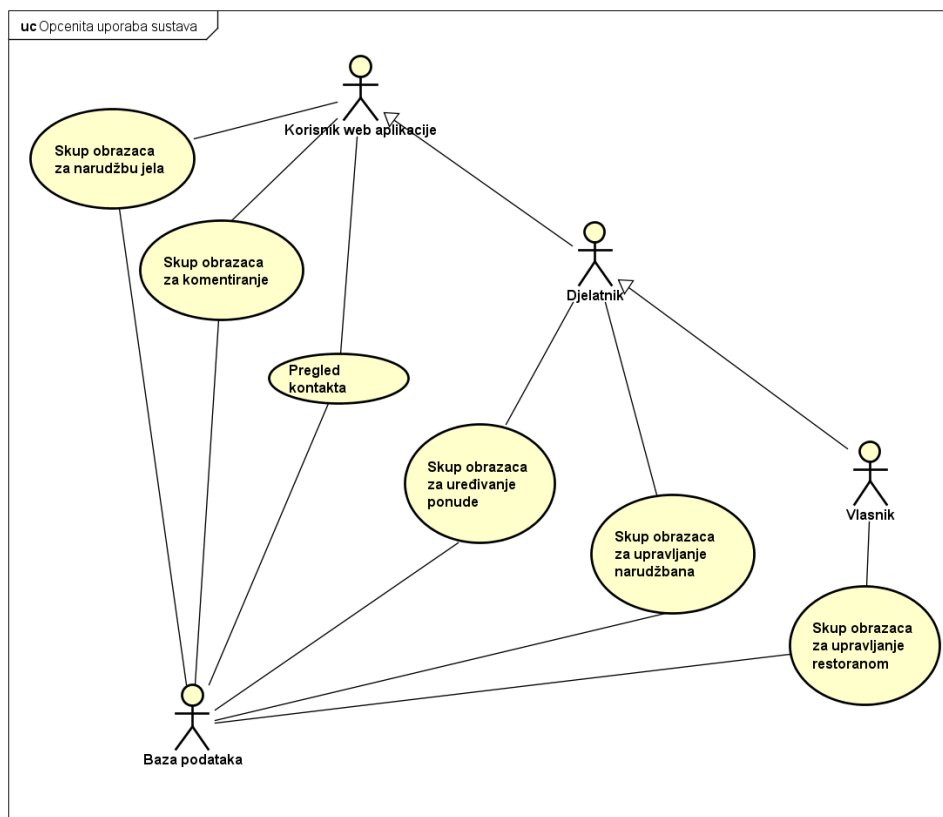 uc Opcenita uporaba sustava
Korisnik web aplikacije
Skup obrazaca
za narudžbu jela
Skup obrazaca
za komentiranje
Djelatnik
Pregled
kontakta
Skup obrazaca
za uređivanje
ponude
Vlasnik
Skup obrazaca
za upravljanje
narudžbana
Skup obrazaca
za upravljanje
restoranom
Baza podataka